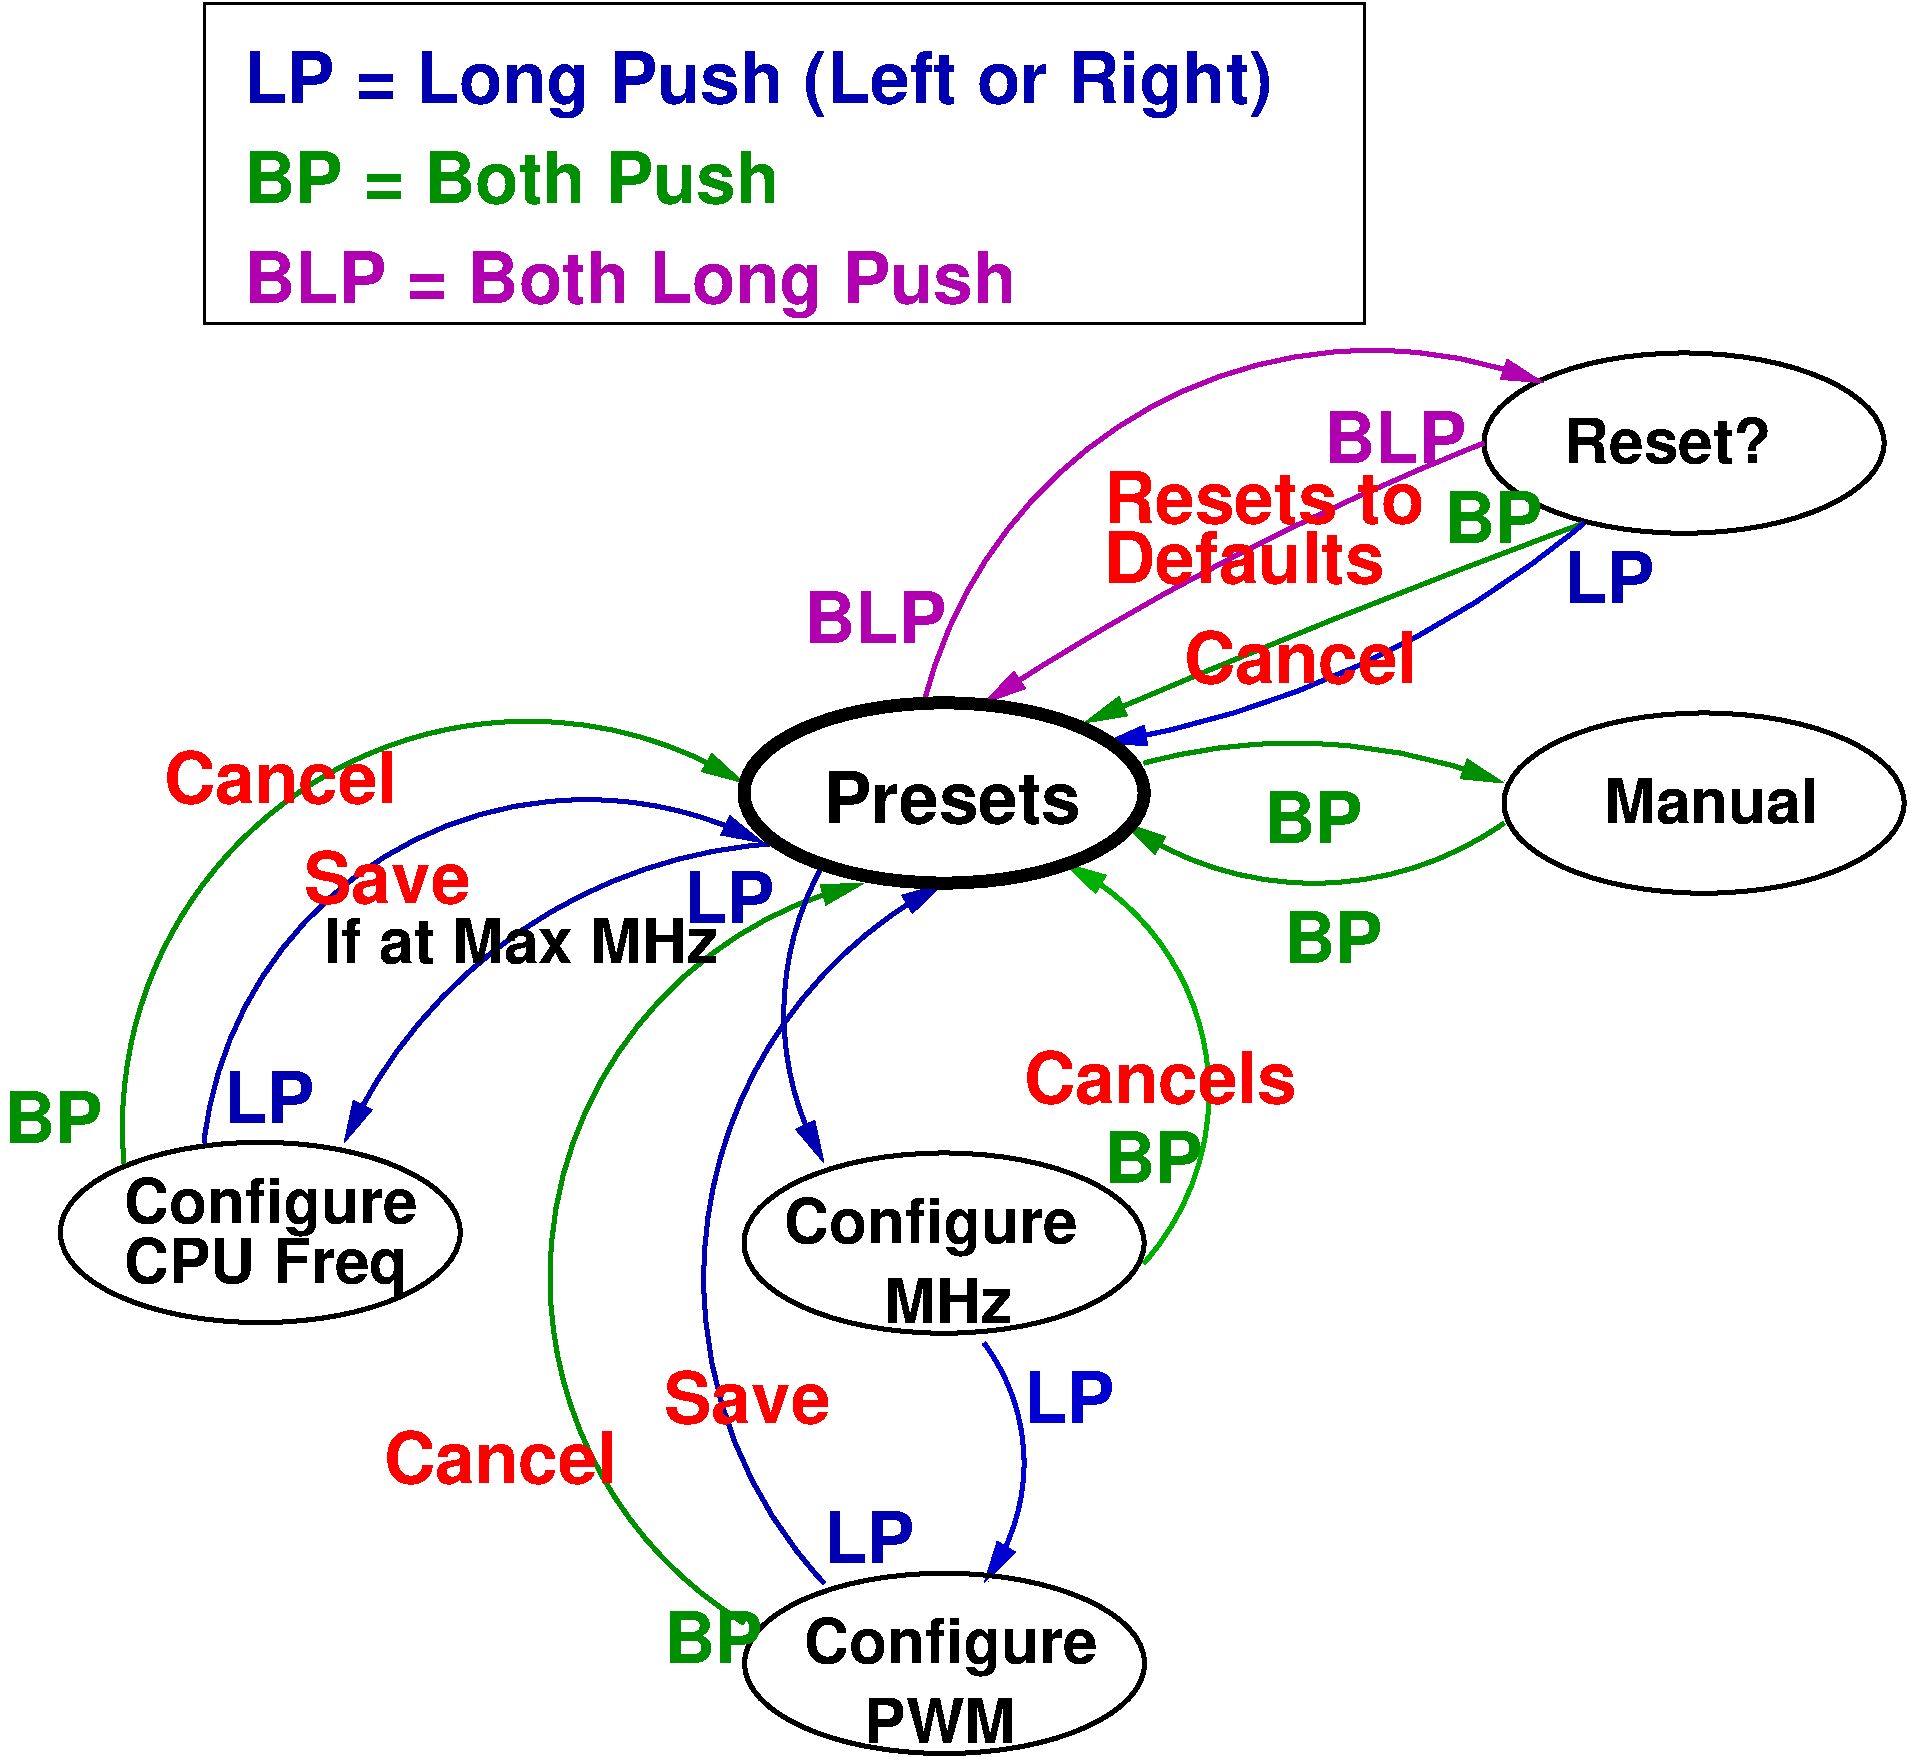 LP = Long Push (Left or Right)
BP = Both Push
BLP = Both Long Push
BLP
Reset?
Resets to
BP
Defaults
LP
BLP
Cancel
Cancel
Presets
Manual
BP
Save
LP
If at Max MHz
BP
Cancels
LP
BP
BP
Configure
CPU Freq
Configure
MHz
Save
LP
Cancel
LP
BP
Configure
PWM